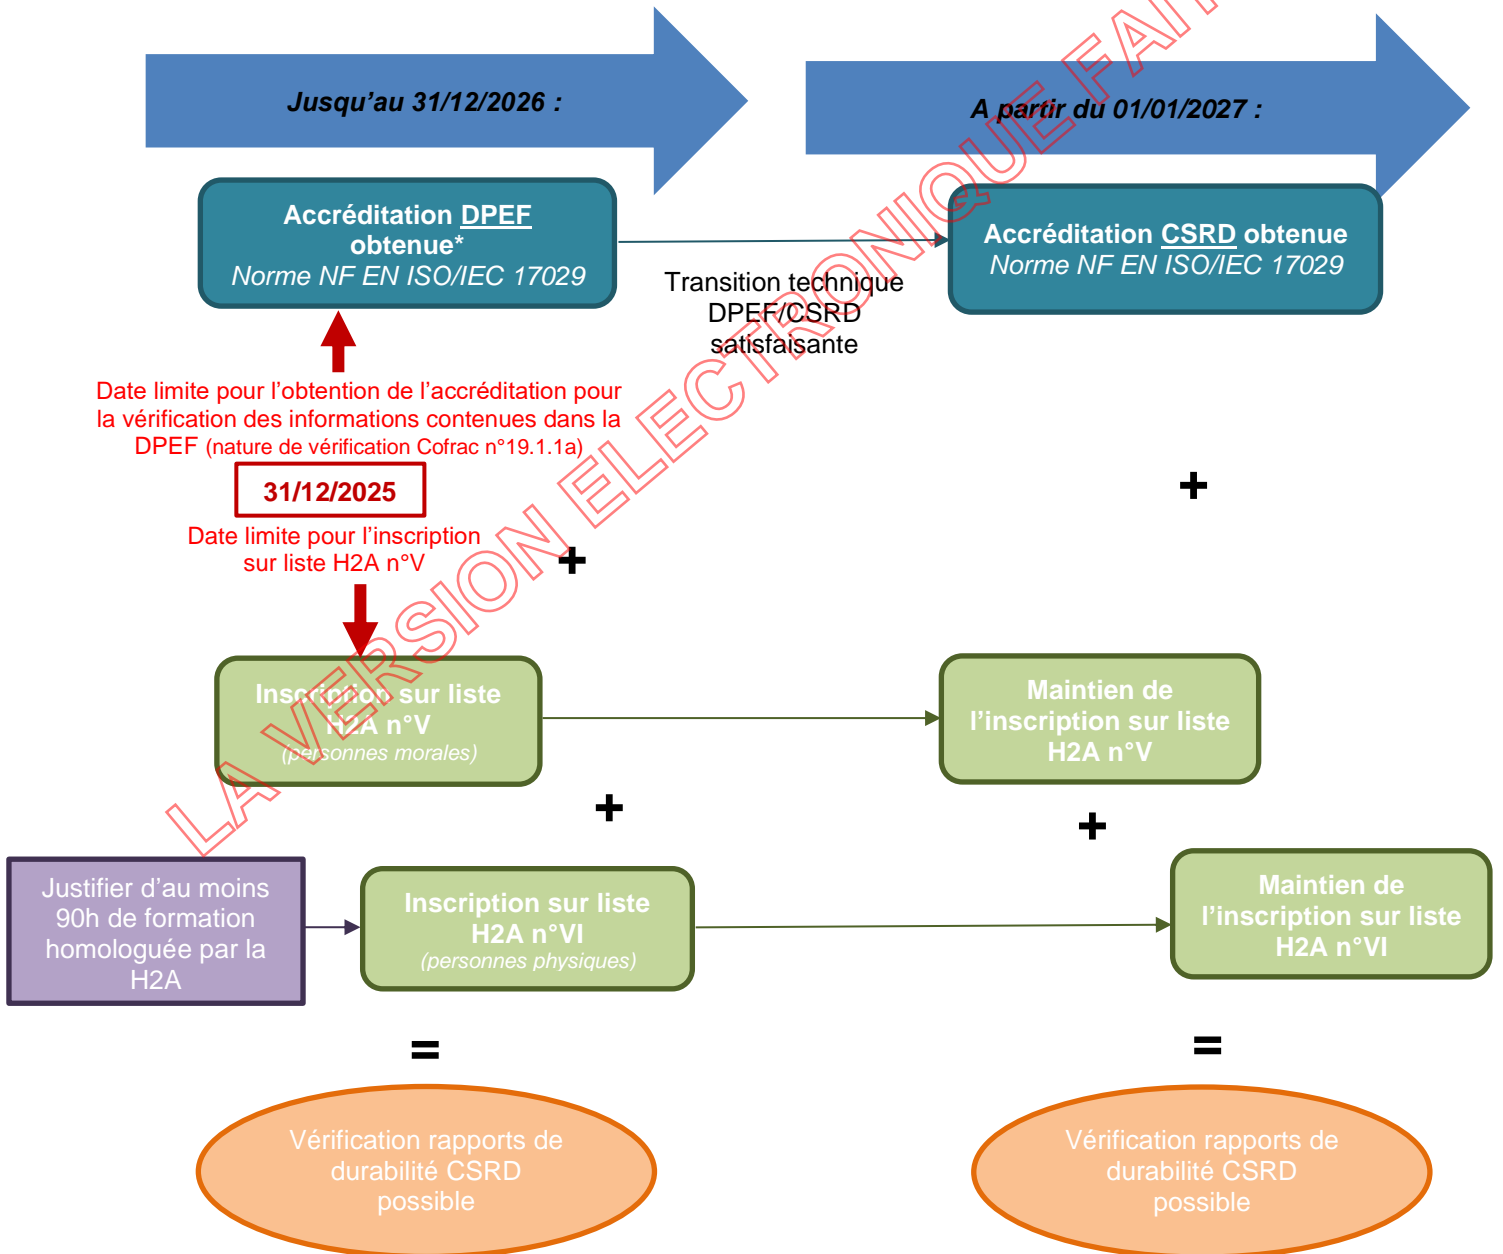 Jusqu’au 31/12/2026 :
A partir du 01/01/2027 :
Accréditation DPEF
obtenue*
Norme NF EN ISO/IEC 17029
Accréditation CSRD obtenue
Norme NF EN ISO/IEC 17029
Transition technique
DPEF/CSRD
satisfaisante
Date limite pour l’obtention de l’accréditation pour
la vérification des informations contenues dans la
DPEF (nature de vérification Cofrac n°19.1.1a)
31/12/2025
Date limite pour l’inscription
sur liste H2A n°V
+
+
Inscription sur liste
H2A n°V
(personnes morales)
Maintien de
l’inscription sur liste
H2A n°V
+
+
Justifier d’au moins
90h de formation
homologuée par la
H2A
Inscription sur liste
H2A n°VI
(personnes physiques)
Maintien de
l’inscription sur liste
H2A n°VI
=
=
Vérification rapports de
durabilité CSRD
possible
Vérification rapports de
durabilité CSRD
possible
LA VERSION ELECTRONIQUE FAIT